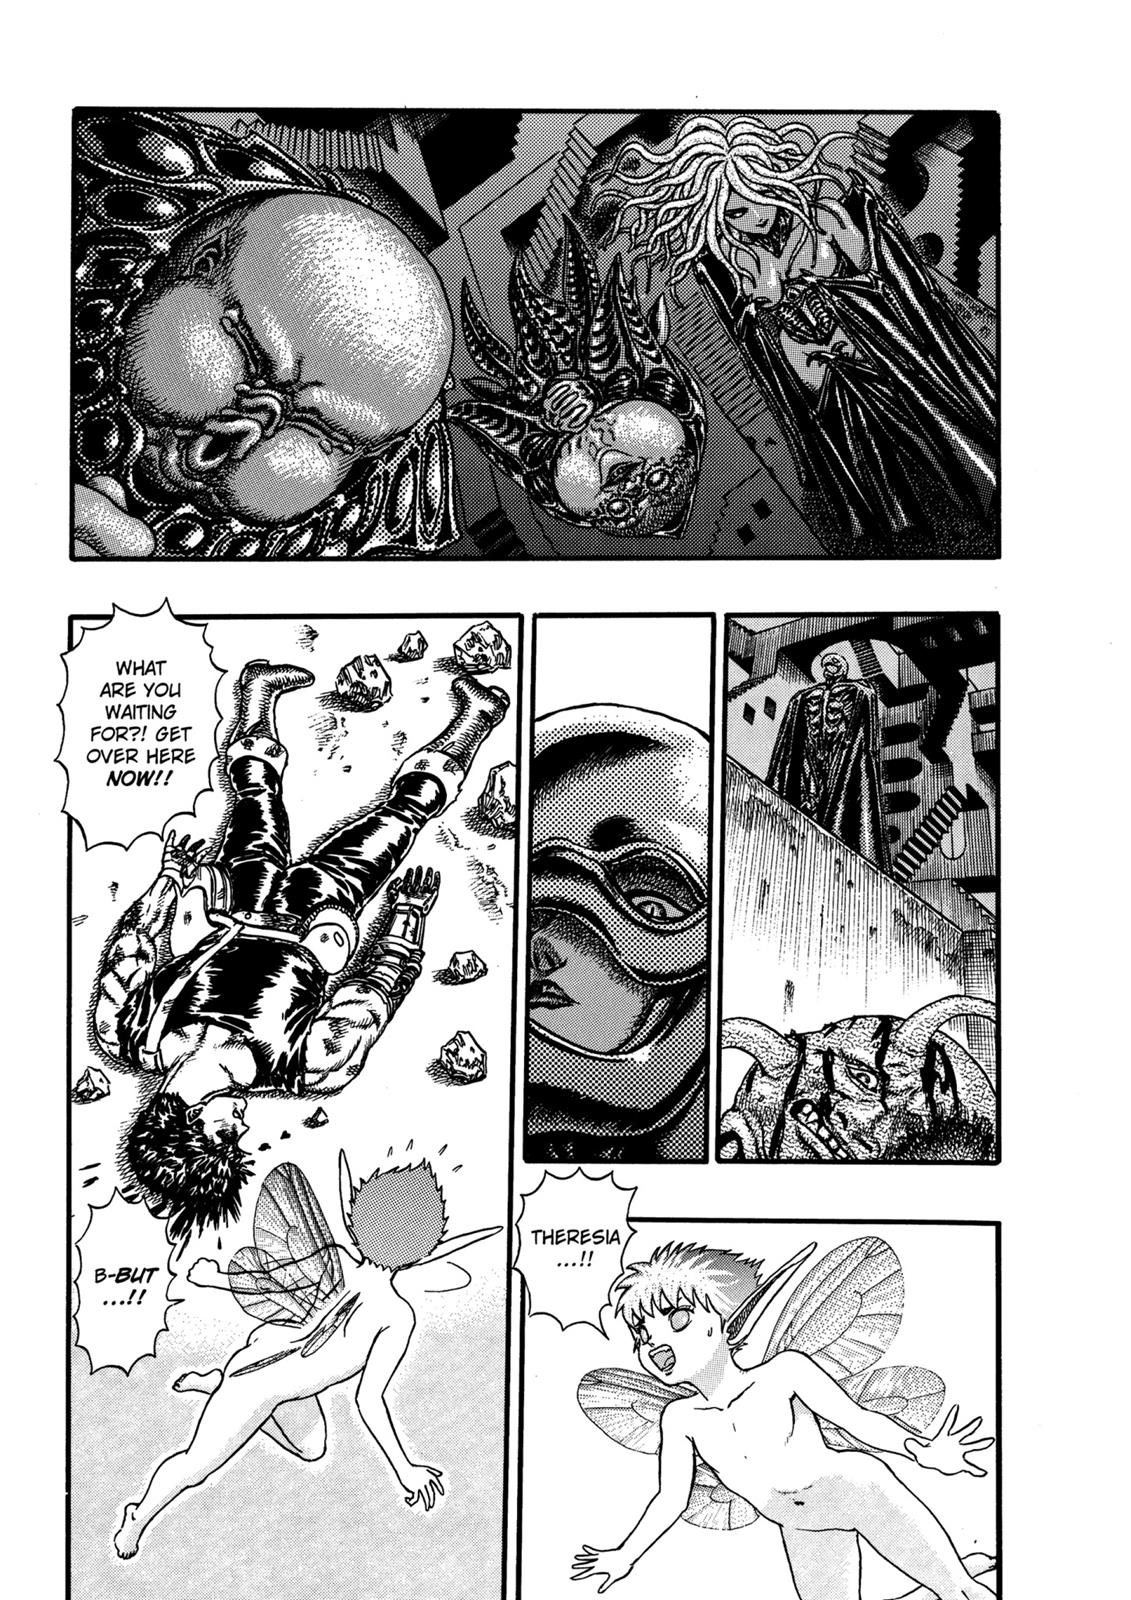 WHAT
ARE YOU
WAITING
FOR?! GET
OVER HERE
NOW!!
THERESIA
...!!
B-BUT
...!!